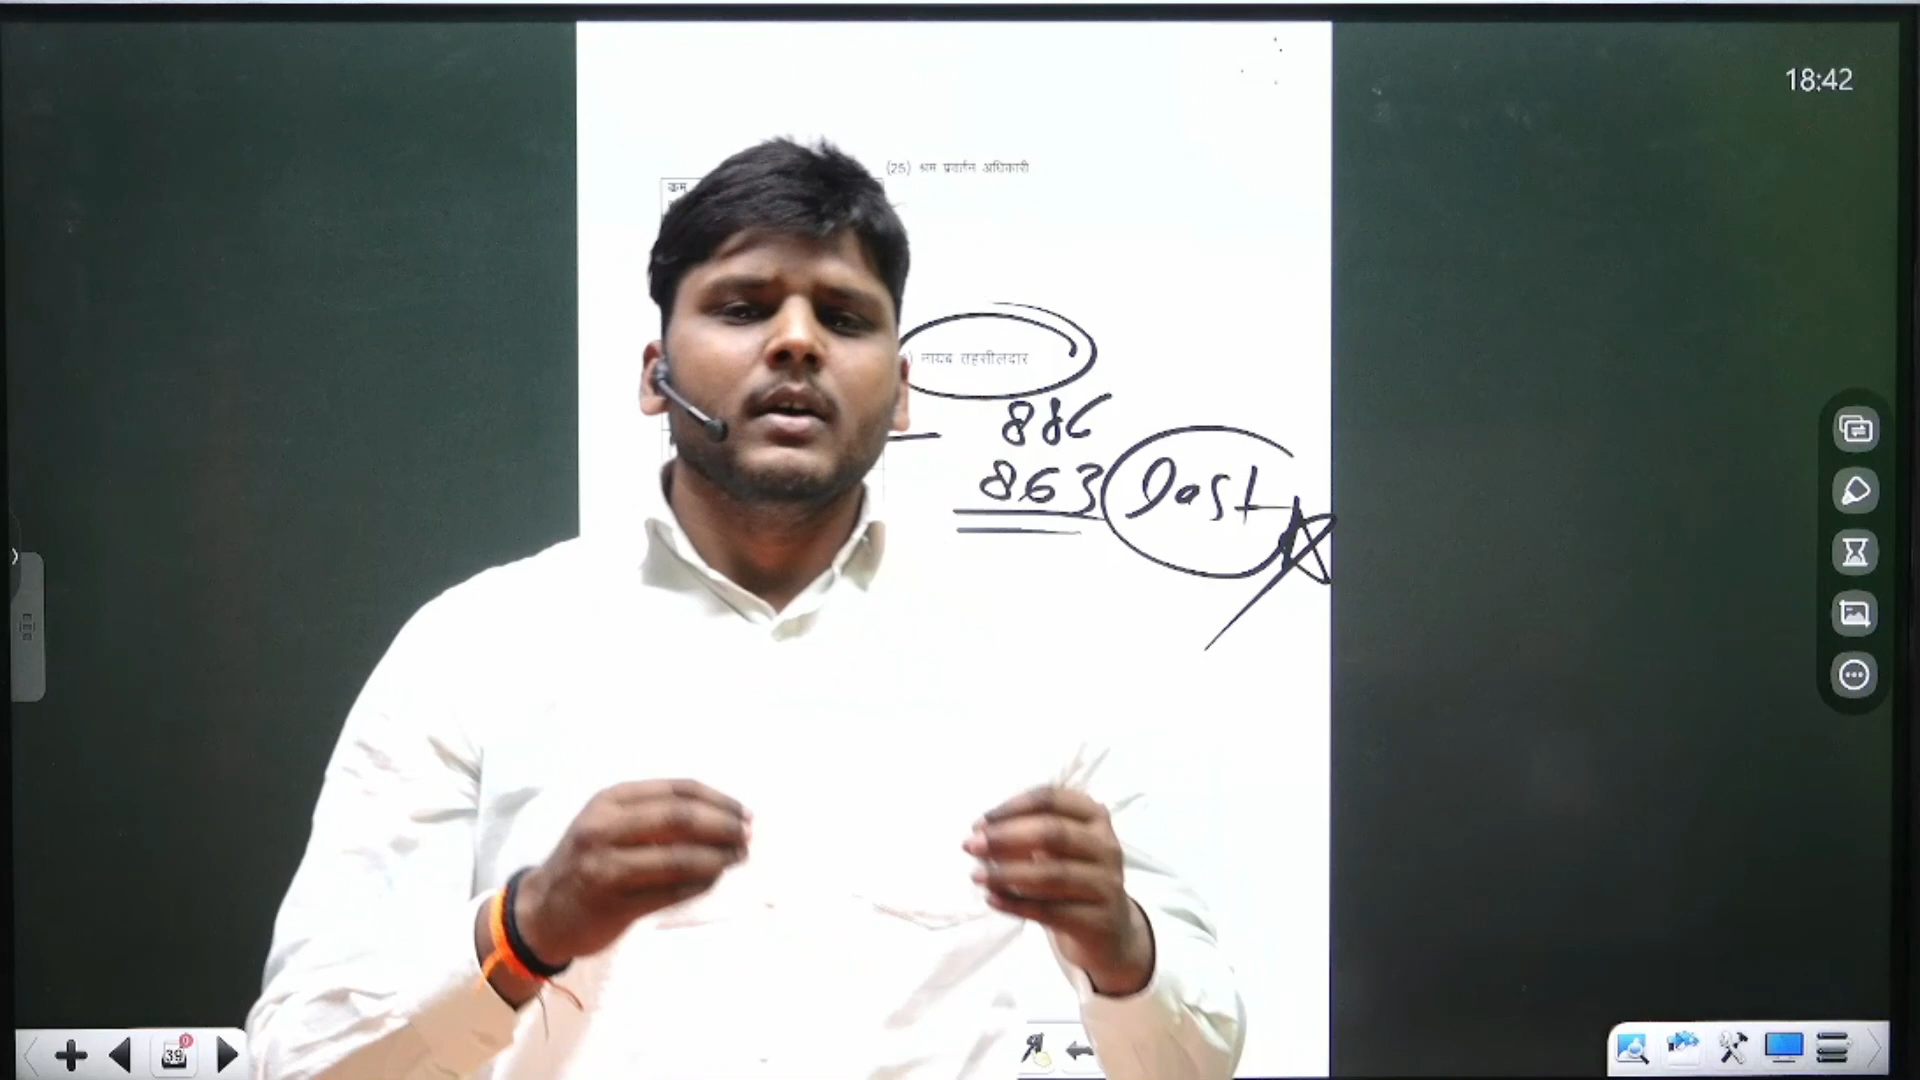 18:42
(25) श्रम प्रवर्तन अधिकारी
क्रम
) नायब तहसीलदार
886
863 Last
39